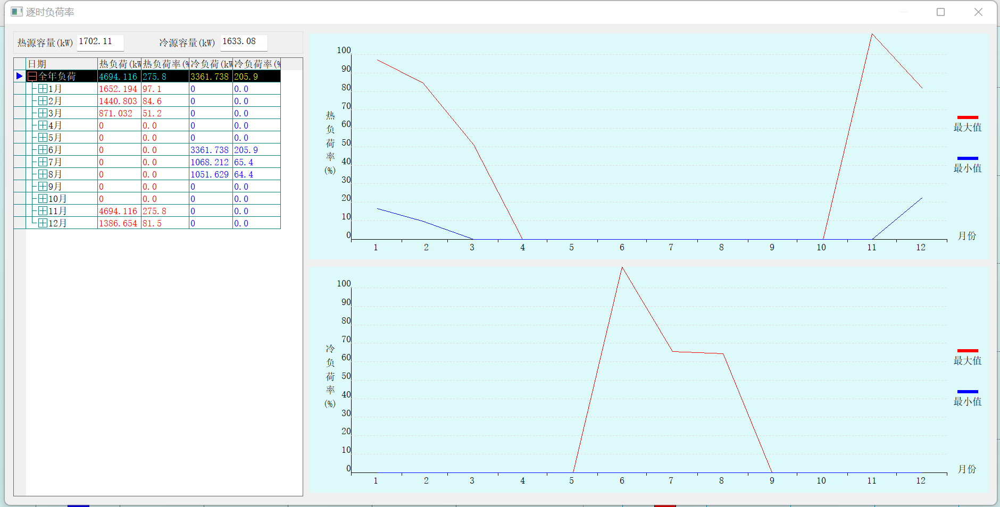 逐时负荷率
热源容量(kW) 1702.11 冷源容量(kW) 1633.08
日期 热负荷(kW 热负荷率(% 冷负荷(kW 冷负荷率(%
全年负荷 4694.116 275.8 3361.738 205.9
1月 1652.194 97.1 0 0.0
2月 1440.803 84.6 0 0.0
3月 871.032 51.2 0 0.0
4月 0 0.0 0 0.0
5月 0 0.0 0 0.0
6月 0 0.0 3361.738 205.9
7月 0 0.0 1068.212 65.4
8月 0 0.0 1051.629 64.4
9月 0 0.0 0 0.0
10月 0 0.0 0 0.0
11月 4694.116 275.8 0 0.0
12月 1386.654 81.5 0 0.0
热负荷率(%)
100
90
80
70
60
50
40
30
20
10
0
1 2 3 4 5 6 7 8 9 10 11 12
月份
最大值
最小值
冷负荷率(%)
100
90
80
70
60
50
40
30
20
10
0
1 2 3 4 5 6 7 8 9 10 11 12
月份
最大值
最小值